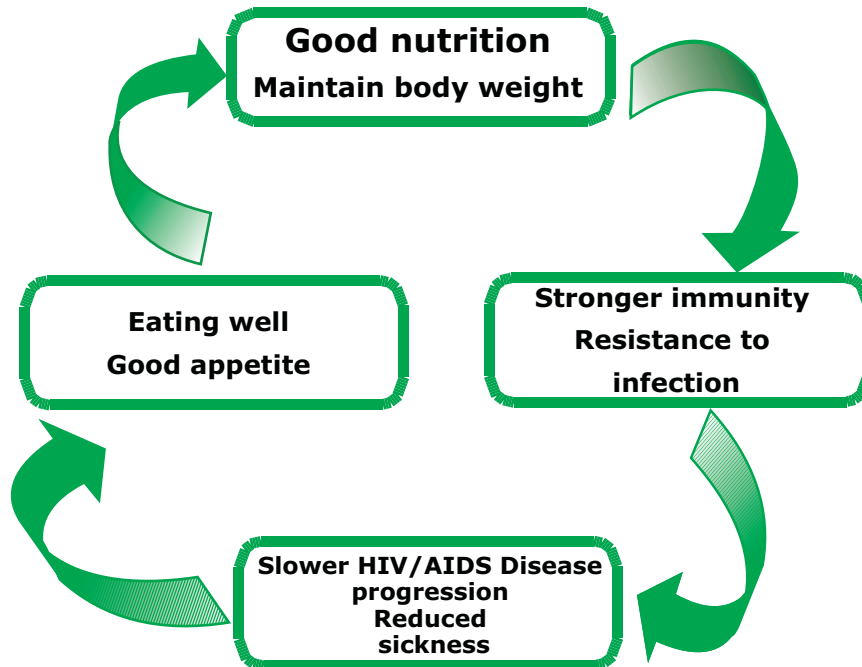 Good nutrition
Maintain body weight
Stronger immunity
Resistance to
infection
Slower HIV/AIDS Disease
progression
Reduced
sickness
Eating well
Good appetite